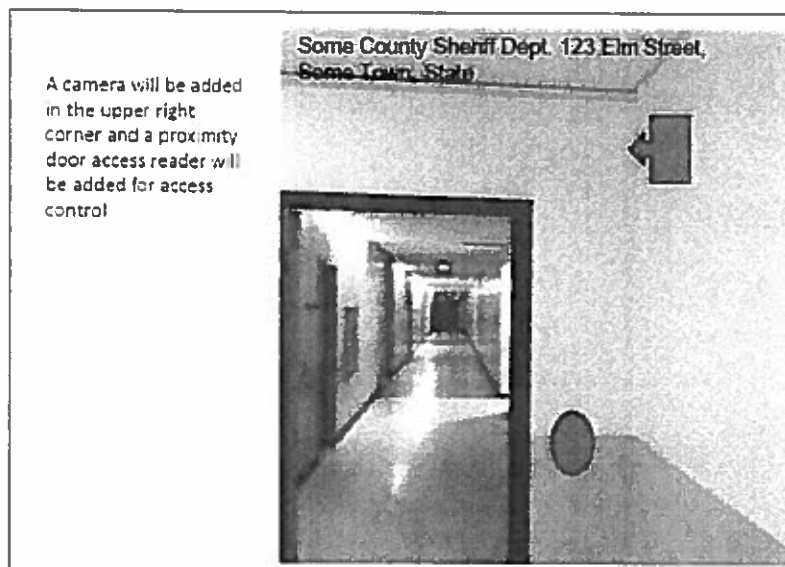 A camera will be added
in the upper right
corner and a proximity
door access reader will
be added for access
control
Some County Sheriff Dept. 123 Elm Street,
Some Town, State